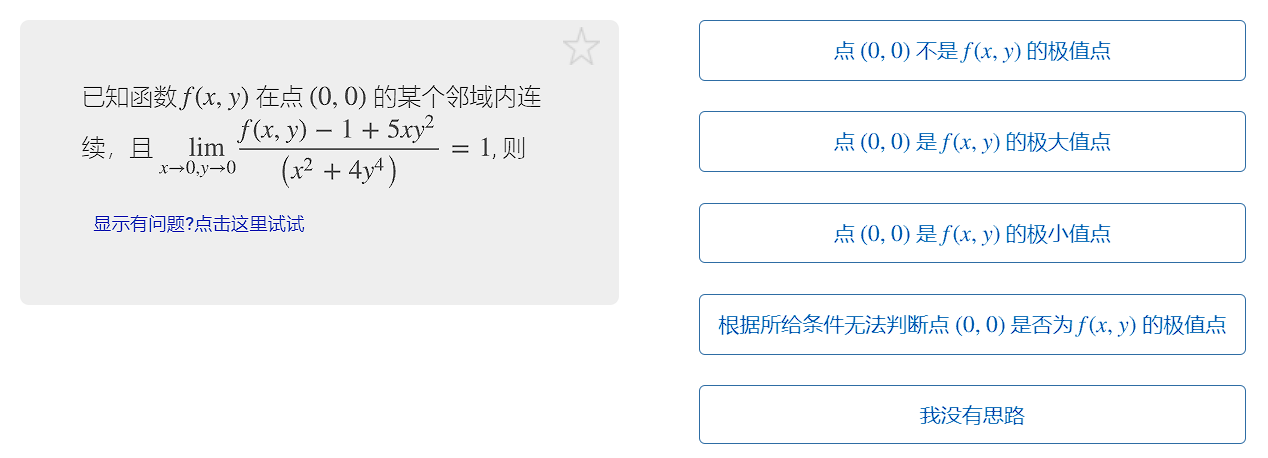 已知函数 f(x, y) 在点 (0, 0) 的某个邻域内连
续，且 lim_{x→0,y→0} \frac{f(x, y) − 1 + 5xy^2}{(x^2 + 4y^4)} = 1, 则
显示有问题?点击这里试试
点 (0, 0) 不是 f(x, y) 的极值点
点 (0, 0) 是 f(x, y) 的极大值点
点 (0, 0) 是 f(x, y) 的极小值点
根据所给条件无法判断点 (0, 0) 是否为 f(x, y) 的极值点
我没有思路